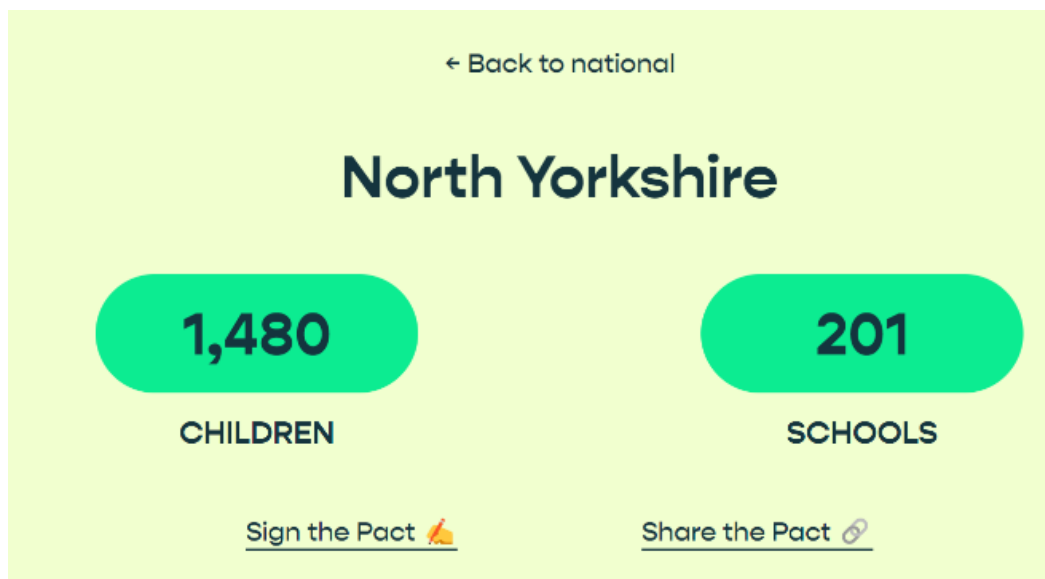 ← Back to national
North Yorkshire
1,480 201
CHILDREN SCHOOLS
Sign the Pact ✍️ Share the Pact 🔗